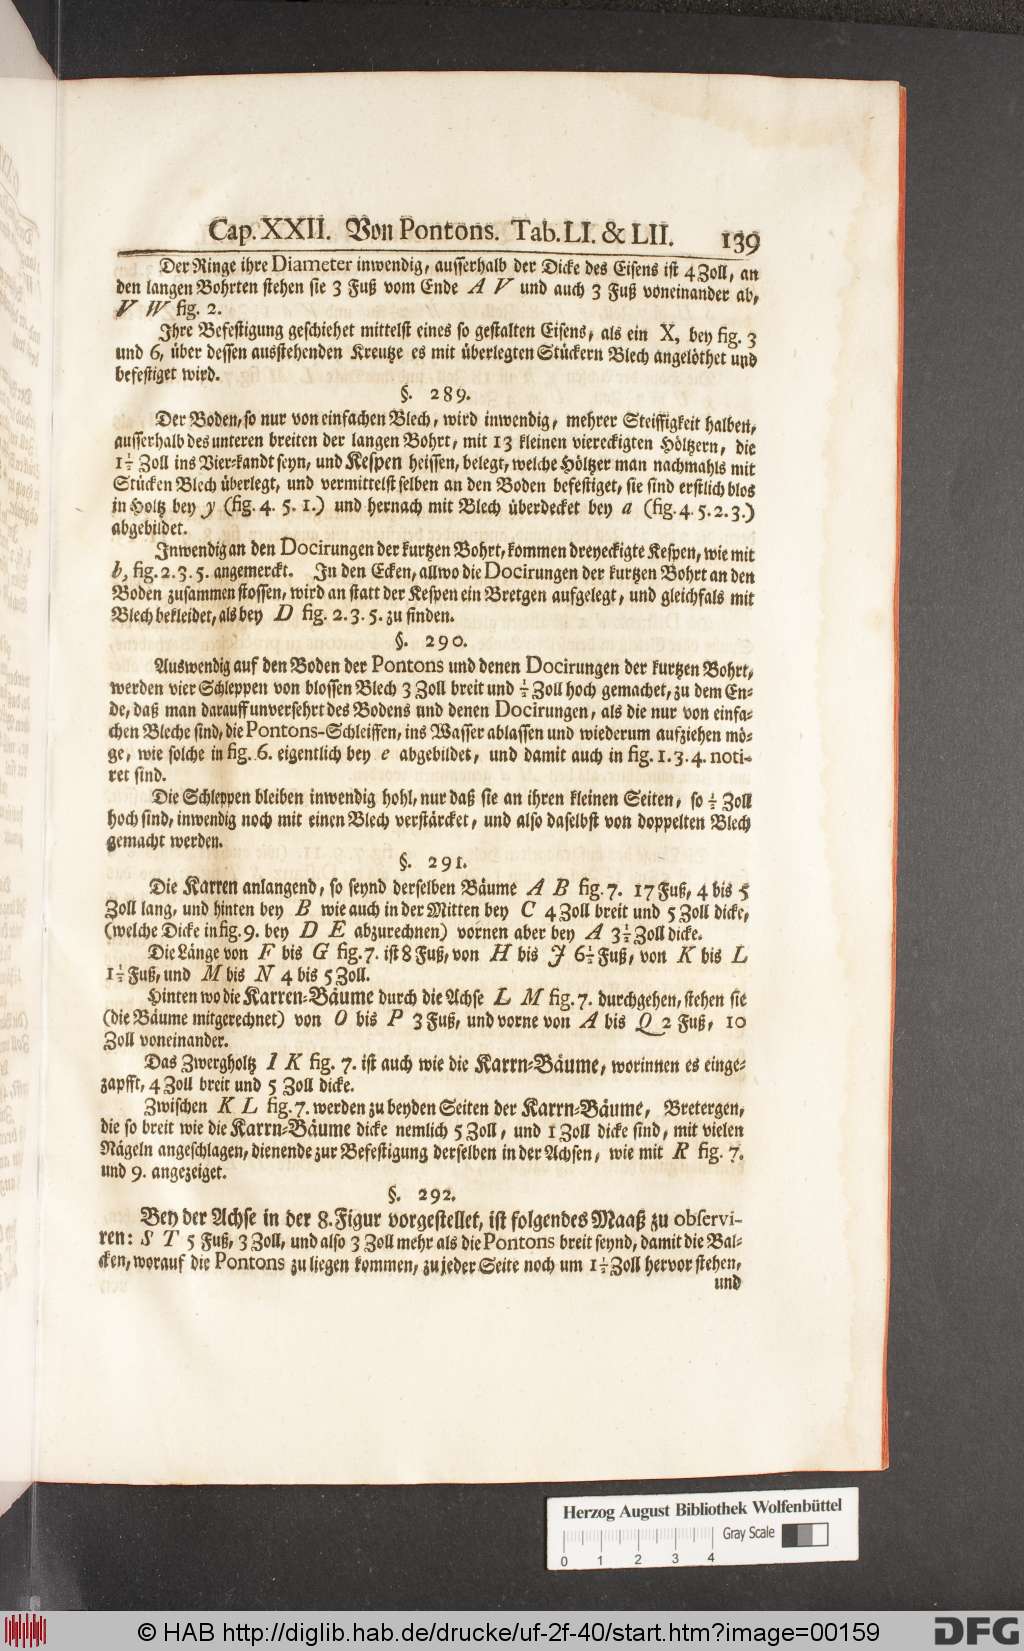 Cap. XXII. Von Pontons. Tab. LI. & LII. 139
Der Ringe ihre Diameter inwendig, ausserhalb der Dicke des Eisens ist 4 Zoll, an
den langen Bohrten stehen sie 3 Fuß vom Ende A V und auch 3 Fuß voneinander ab,
V W fig. 2.
Ihre Befestigung geschiehet mittelst eines so gestalten Eisens, als ein X, bey fig. 3
und 6, über dessen ausstehenden Kreutze es mit überlegten Stückern Blech angelöthet und
befestiget wird.
§. 289.
Der Boden, so nur von einfachen Blech, wird inwendig, mehrer Steiffigkeit halben,
ausserhalb des unteren breiten der langen Bohrt, mit 13 kleinen viereckigten Höltzern, die
1½ Zoll ins Vier=kandt seyn, und Kespen heissen, belegt, welche Höltzer man nachmahls mit
Stücken Blech überlegt, und vermittelst selben an den Boden befestiget, sie sind erstlich blos
in Holtz bey y (fig. 4. 5. 1.) und hernach mit Blech überdecket bey a (fig. 4. 5. 2. 3.)
abgebildet.
Inwendig an den Docirungen der kurtzen Bohrt, kommen dreyeckigte Kespen, wie mit
b, fig. 2. 3. 5. angemerckt. In den Ecken, allwo die Docirungen der kurtzen Bohrt an den
Boden zusammen stossen, wird an statt der Kespen ein Bretgen aufgelegt, und gleichfals mit
Blech bekleidet, als bey D fig. 2. 3. 5. zu finden.
§. 290.
Auswendig auf den Boden der Pontons und denen Docirungen der kurtzen Bohrt,
werden vier Schleppen von blossen Blech 3 Zoll breit und ½ Zoll hoch gemachet, zu dem En=
de, daß man darauff unversehrt des Bodens und denen Docirungen, als die nur von einfa=
chen Bleche sind, die Pontons-Schleiffen, ins Wasser ablassen und wiederum aufziehen mö=
ge, wie solche in fig. 6. eigentlich bey e abgebildet, und damit auch in fig. 1. 3. 4. noti=
ret sind.
Die Schleppen bleiben inwendig hohl, nur daß sie an ihren kleinen Seiten, so ½ Zoll
hoch sind, inwendig noch mit einen Blech verstärcket, und also daselbst von doppelten Blech
gemacht werden.
§. 291.
Die Karren anlangend, so seynd derselben Bäume A B fig. 7. 17 Fuß, 4 bis 5
Zoll lang, und hinten bey B wie auch in der Mitten bey C 4 Zoll breit und 5 Zoll dicke,
(welche Dicke in fig. 9. bey D E abzurechnen) vornen aber bey A 3½ Zoll dicke.
Die Länge von F bis G fig. 7. ist 8 Fuß, von H bis J 6½ Fuß, von K bis L
1½ Fuß, und M bis N 4 bis 5 Zoll.
Hinten wo die Karren=Bäume durch die Achse L M fig. 7. durchgehen, stehen sie
(die Bäume mitgerechnet) von O bis P 3 Fuß, und vorne von A bis Q 2 Fuß, 10
Zoll voneinander.
Das Zwergholtz I K fig. 7. ist auch wie die Karrn=Bäume, worinnen es einge=
zapfft, 4 Zoll breit und 5 Zoll dicke.
Zwischen K L fig. 7. werden zu beyden Seiten der Karrn=Bäume, Bretergen,
die so breit wie die Karrn=Bäume dicke nemlich 5 Zoll, und 1 Zoll dicke sind, mit vielen
Nägeln angeschlagen, dienende zur Befestigung derselben in der Achsen, wie mit R fig. 7.
und 9. angezeiget.
§. 292.
Bey der Achse in der 8. Figur vorgestellet, ist folgendes Maaß zu observi-
ren: S T 5 Fuß, 3 Zoll, und also 3 Zoll mehr als die Pontons breit seynd, damit die Bal=
cken, worauf die Pontons zu liegen kommen, zu jeder Seite noch um 1½ Zoll hervor stehen,
und
Herzog August Bibliothek Wolfenbüttel
Gray Scale
0 1 2 3 4
© HAB http://diglib.hab.de/drucke/uf-2f-40/start.htm?image=00159
DFG